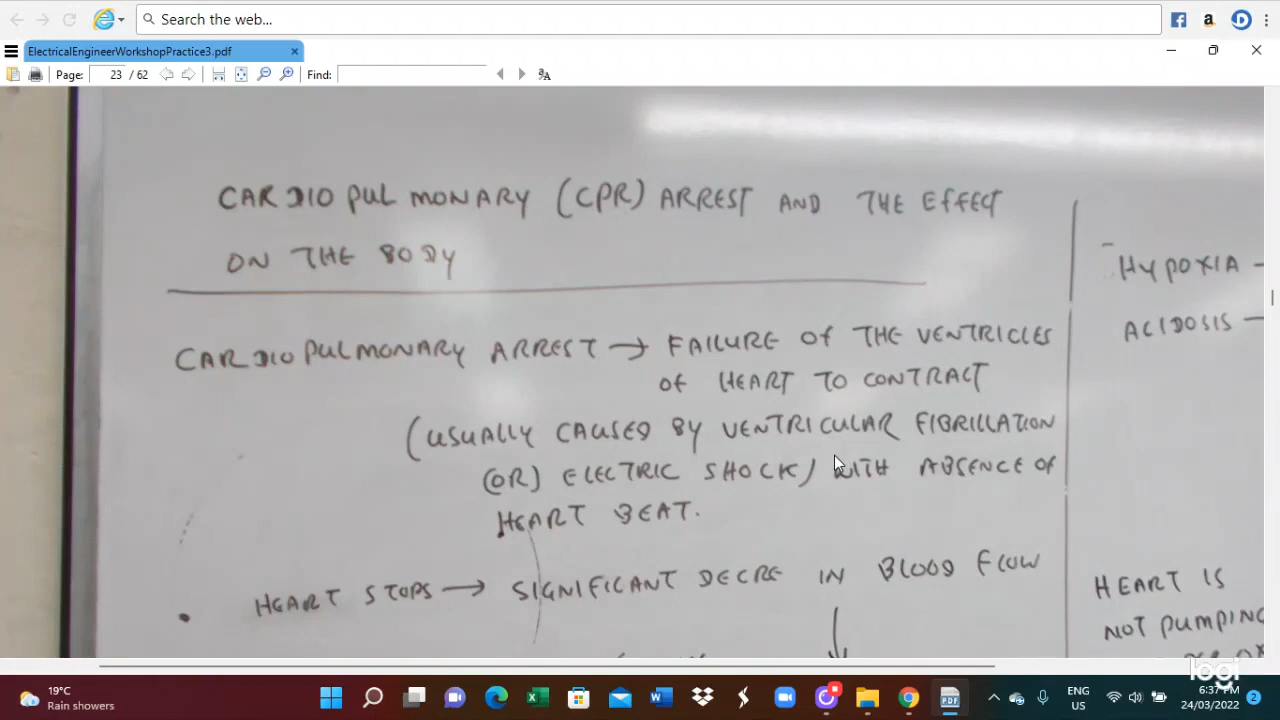 Search the web...
ElectricalEngineerWorkshopPractice3.pdf
Page: 23 / 62 Find:
CARDIO PULMONARY (CPR) ARREST AND THE EFFECT
ON THE BODY
CARDIO PULMONARY ARREST → FAILURE OF THE VENTRICLES
OF HEART TO CONTRACT
(USUALLY CAUSED BY VENTRICULAR FIBRILLATION
(OR) ELECTRIC SHOCK) WITH ABSENCE OF
HEART BEAT.
• HEART STOPS → SIGNIFICANT DECRE IN BLOOD FLOW
HYPOXIA –
ACIDOSIS –
HEART IS
NOT PUMPING
logi
19°C
Rain showers
ENG
US
6:37 PM
24/03/2022
2